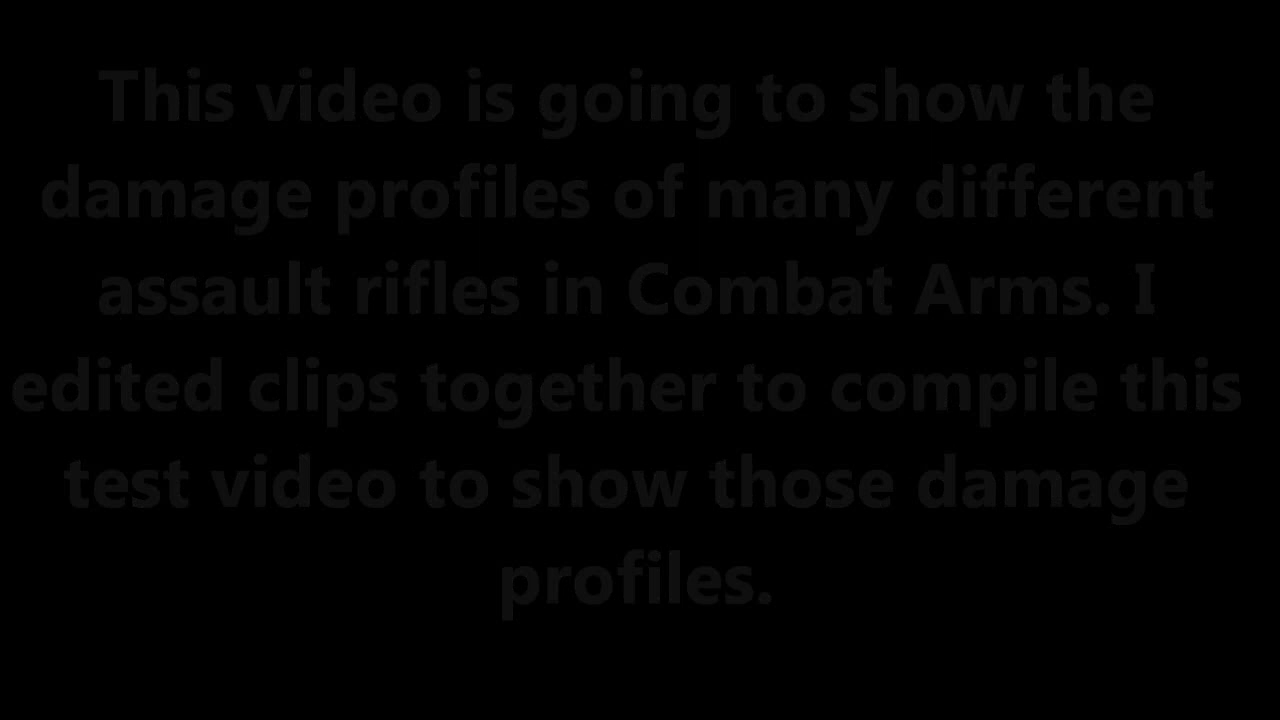 This video is going to show the
damage profiles of many different
assault rifles in Combat Arms. I
edited clips together to compile this
test video to show those damage
profiles.